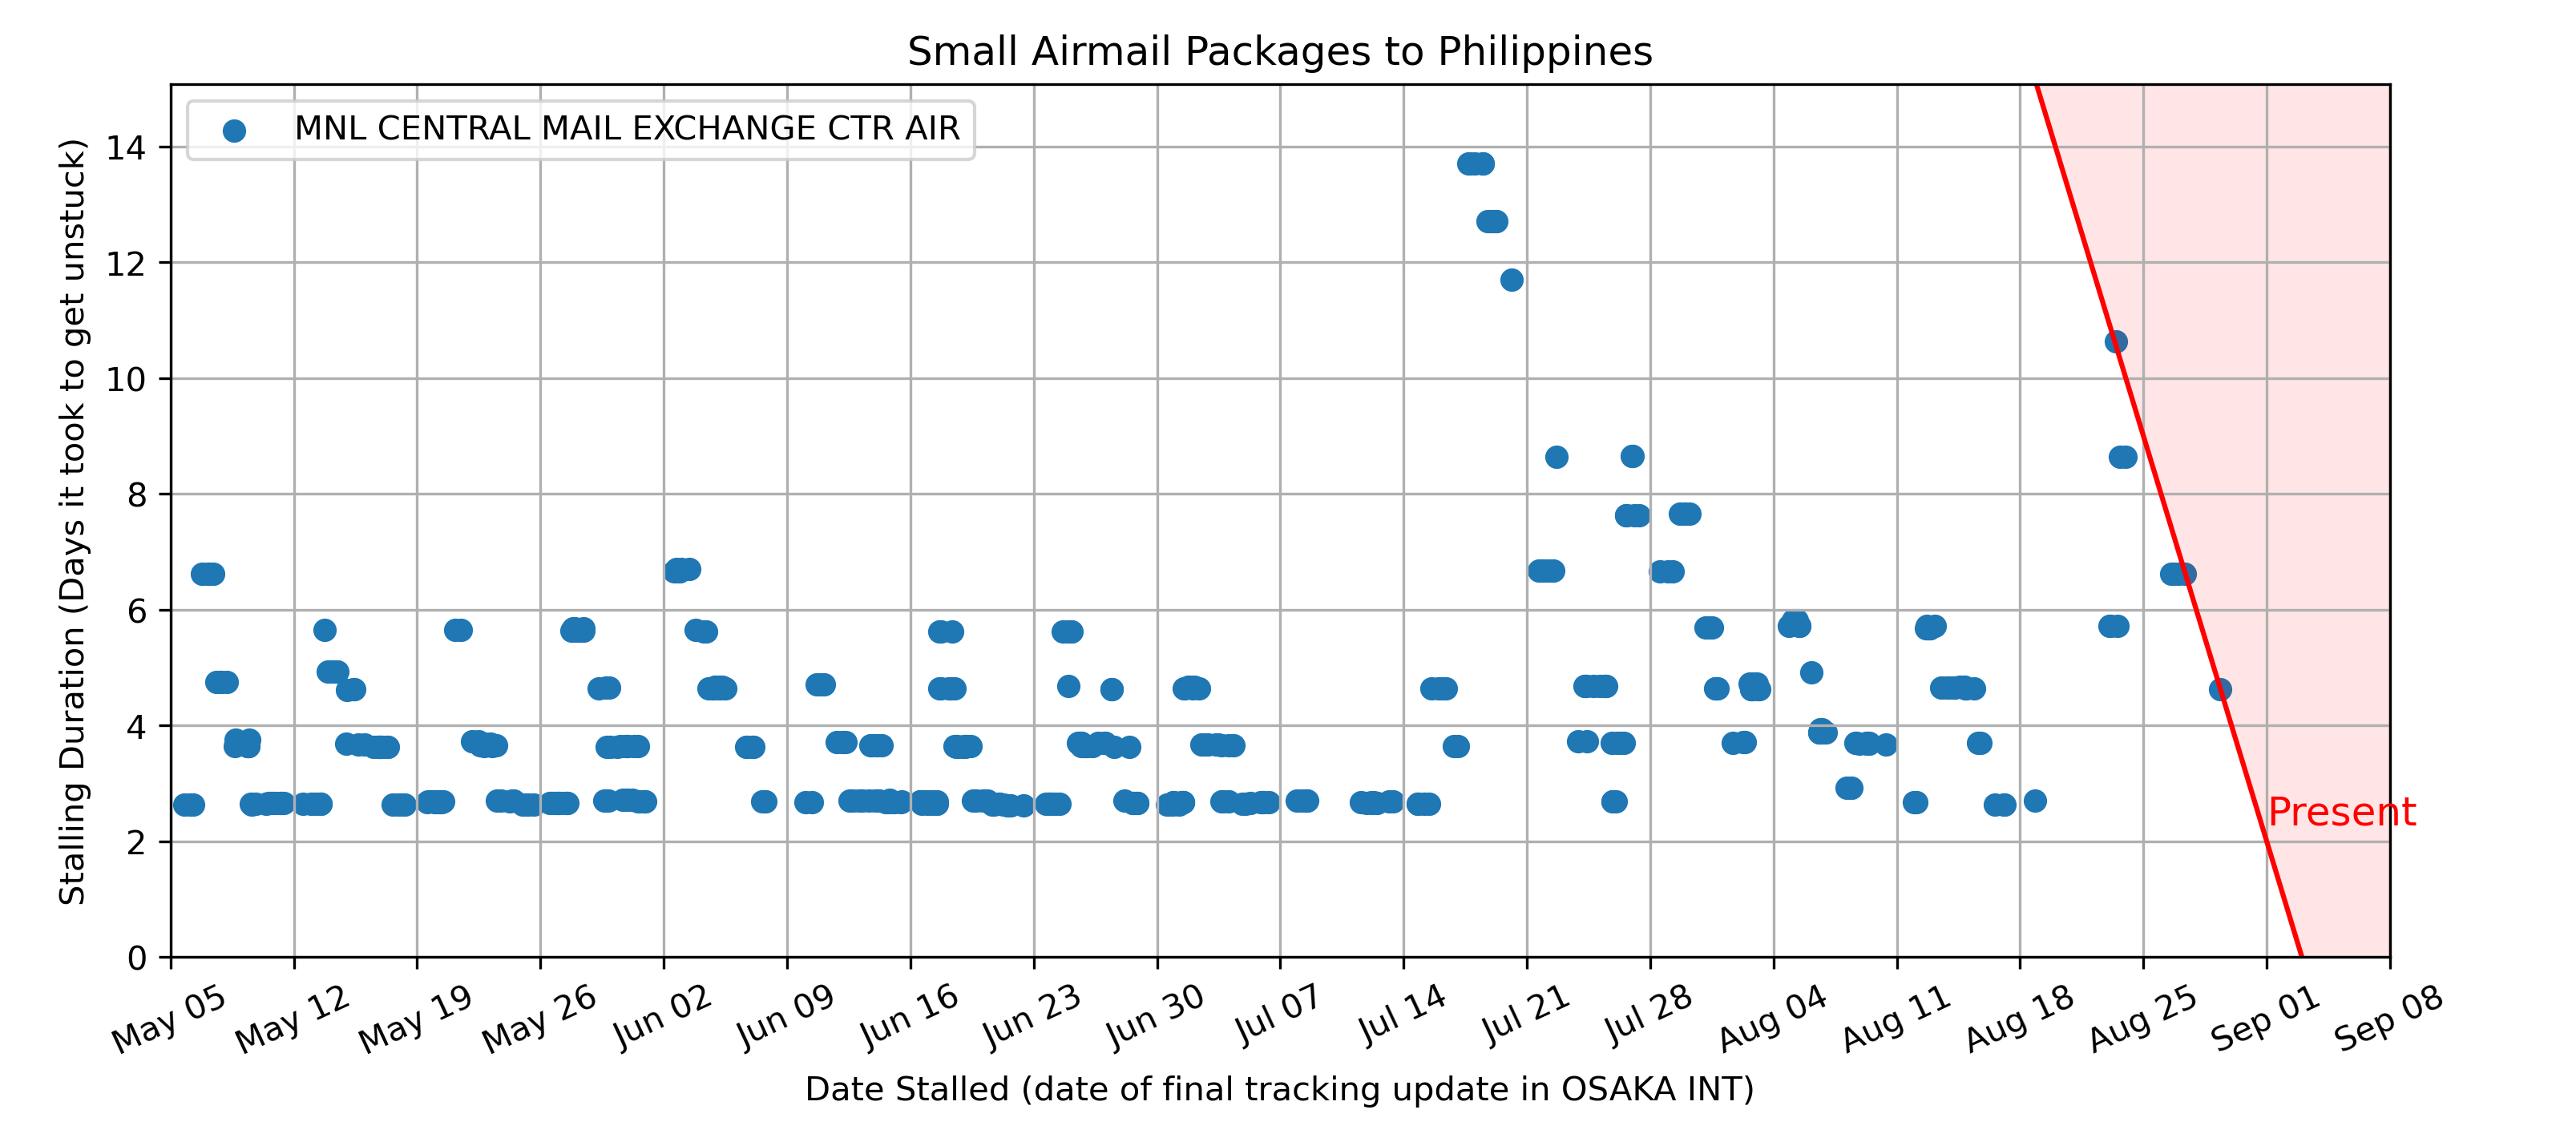 Small Airmail Packages to Philippines
MNL CENTRAL MAIL EXCHANGE CTR AIR
Stalling Duration (Days it took to get unstuck)
14
12
10
8
6
4
2
0
Present
May 05 May 12 May 19 May 26 Jun 02 Jun 09 Jun 16 Jun 23 Jun 30 Jul 07 Jul 14 Jul 21 Jul 28 Aug 04 Aug 11 Aug 18 Aug 25 Sep 01 Sep 08
Date Stalled (date of final tracking update in OSAKA INT)